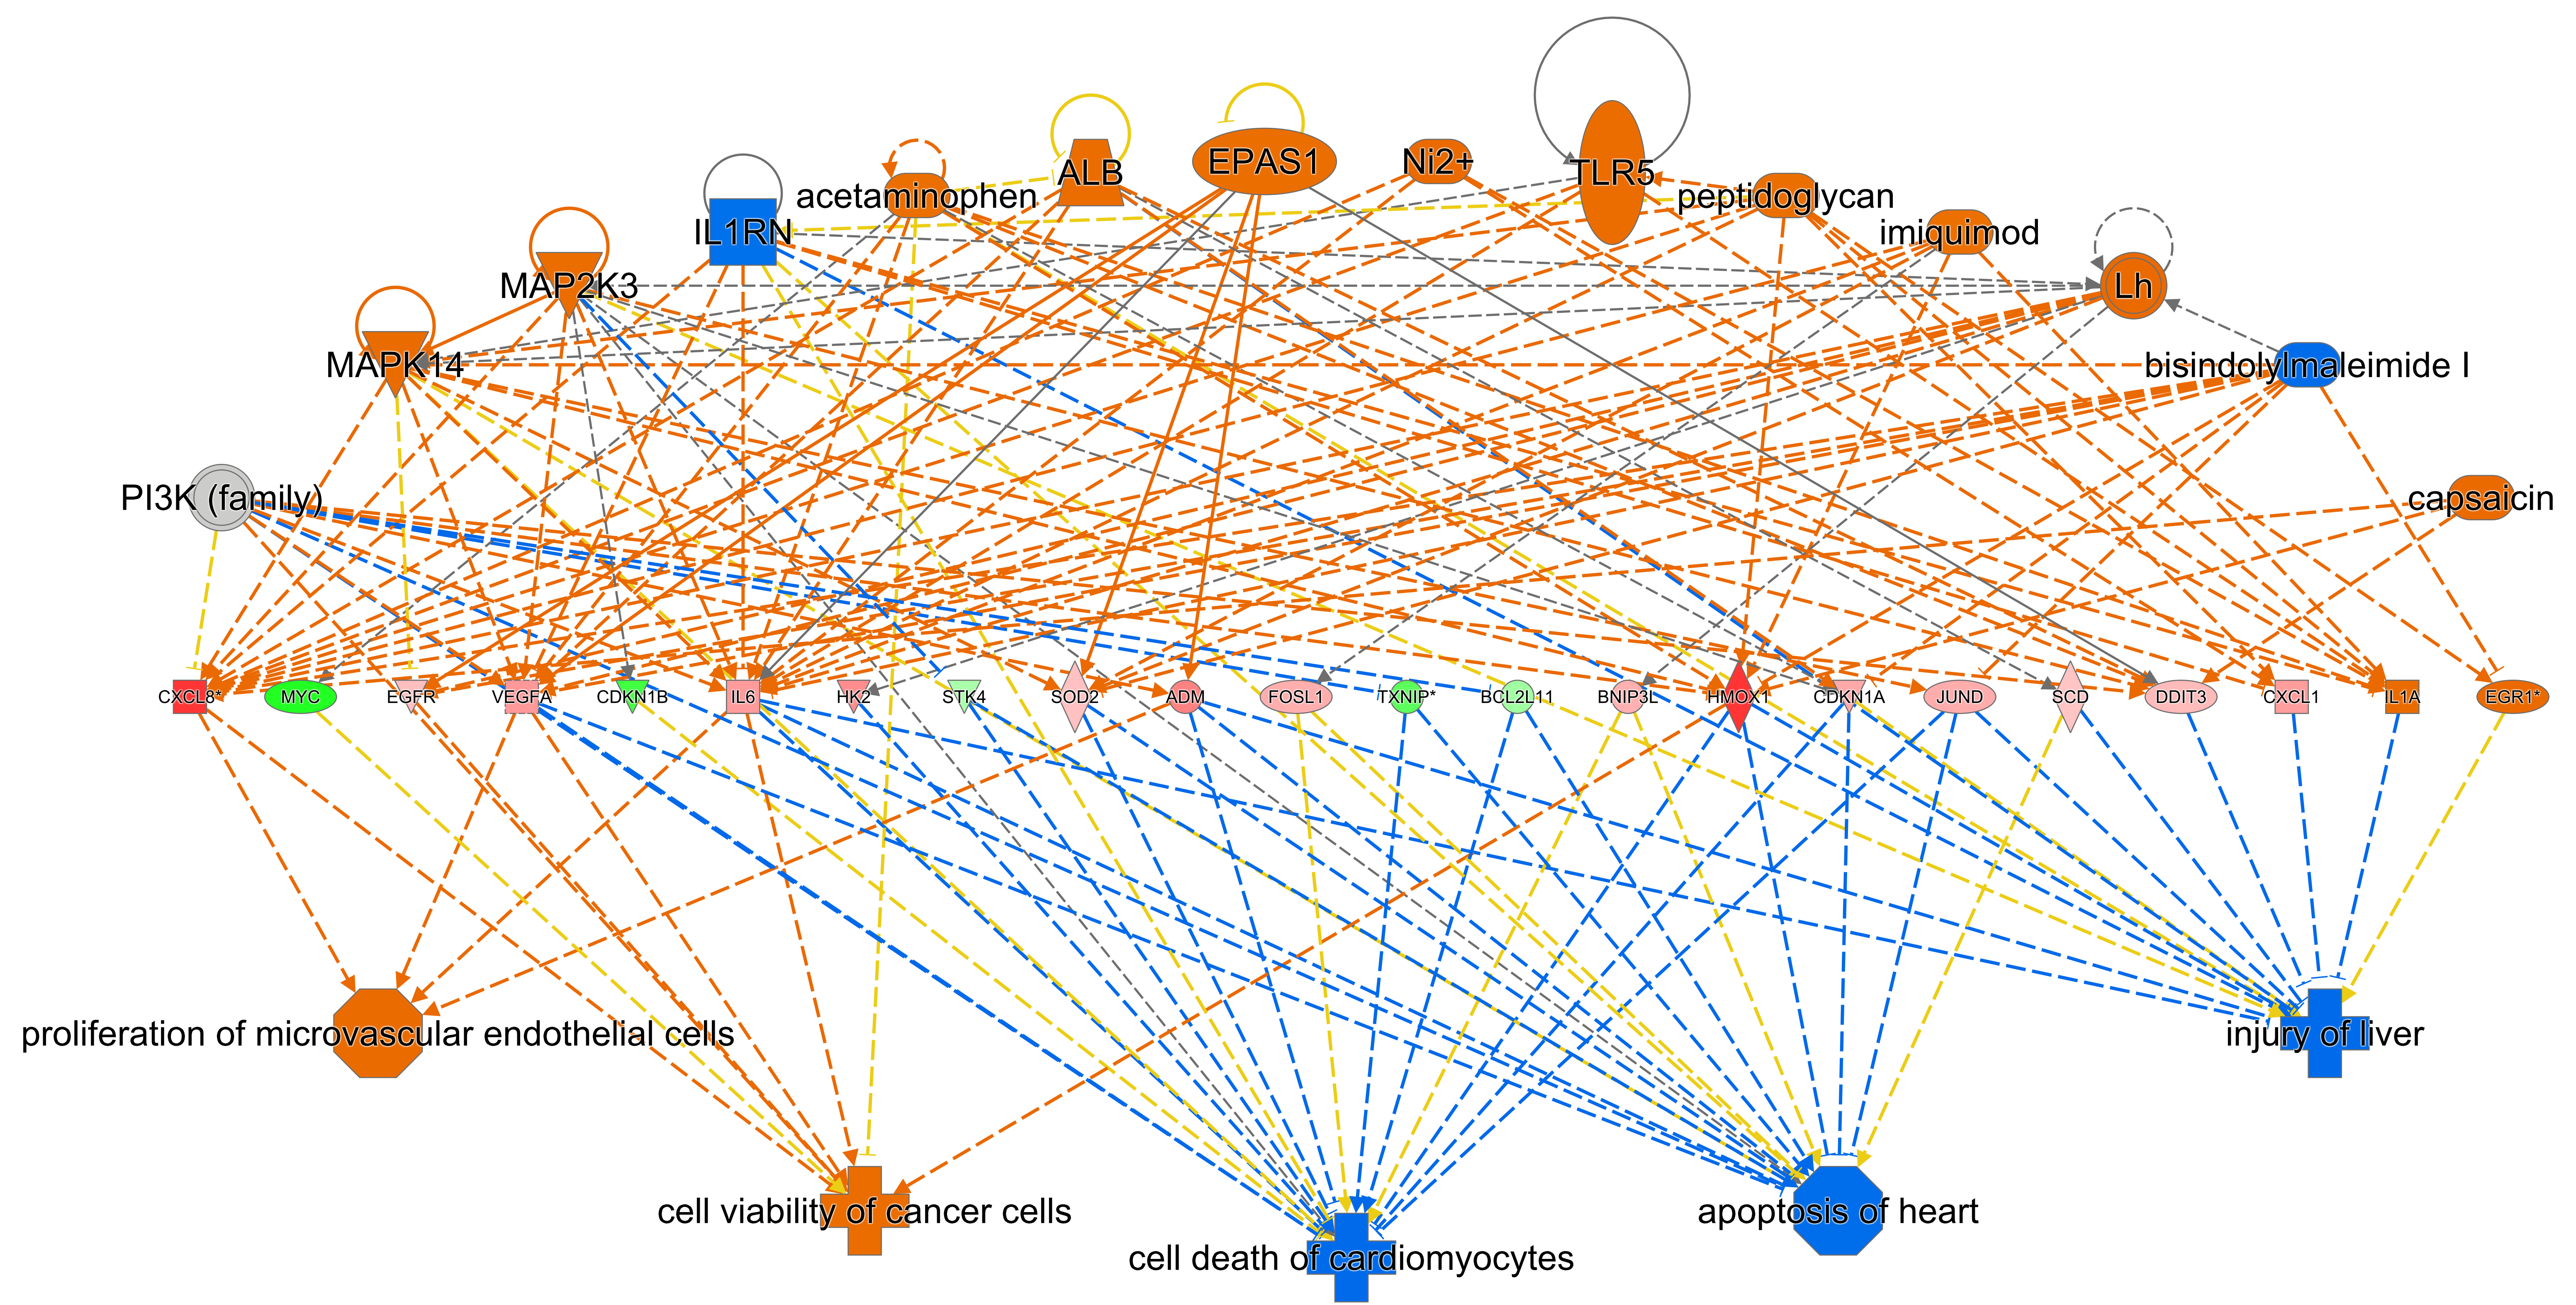 EPAS1
Ni2+
TLR5
ALB
acetaminophen
peptidoglycan
IL1RN
imiquimod
MAP2K3
Lh
MAPK14
bisindolylmaleimide I
PI3K (family)
capsaicin
CXCL8*
MYC
EGFR
VEGFA
CDKN1B
IL6
HK2
STK4
SOD2
ADM
FOSL1
TXNIP*
BCL2L11
BNIP3L
HMOX1
CDKN1A
JUND
SCD
DDIT3
CXCL1
IL1A
EGR1*
proliferation of microvascular endothelial cells
injury of liver
cell viability of cancer cells
apoptosis of heart
cell death of cardiomyocytes